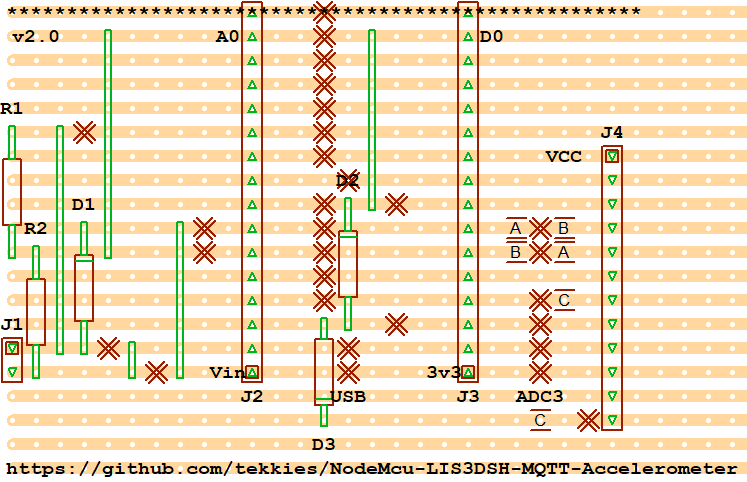 *****************************************************
v2.0 A0 D0
R1
J4
VCC
D2
D1
R2 A B
B A
C
J1
Vin 3v3
J2 USB J3 ADC3
C
D3
https://github.com/tekkies/NodeMcu-LIS3DSH-MQTT-Accelerometer